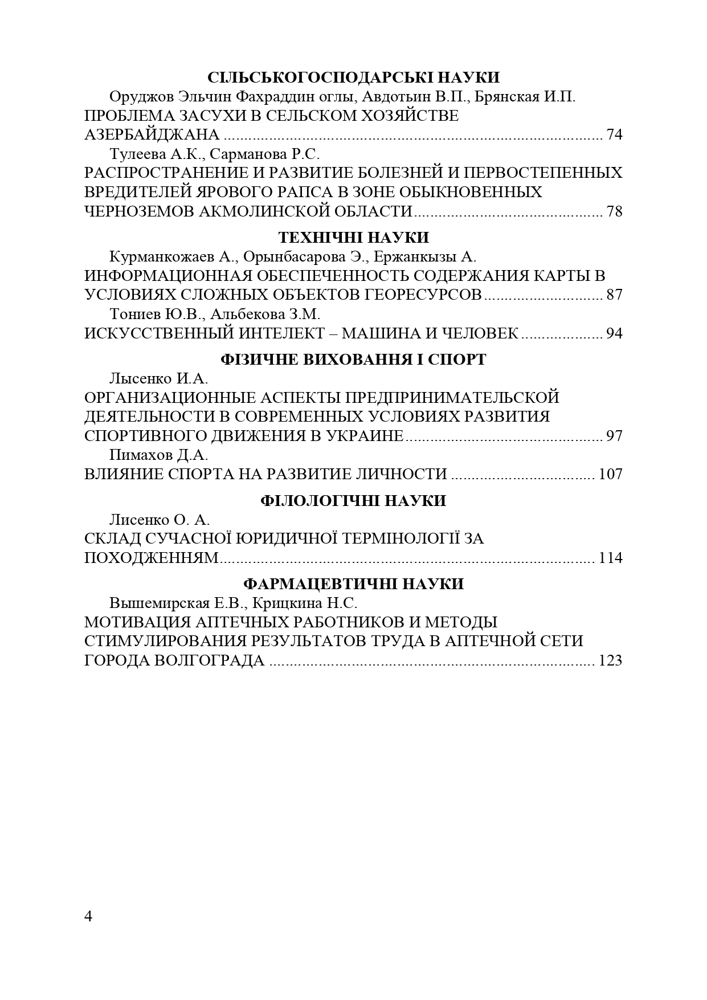 СІЛЬСЬКОГОСПОДАРСЬКІ НАУКИ
Оруджов Эльчин Фахраддин оглы, Авдотьин В.П., Брянская И.П.
ПРОБЛЕМА ЗАСУХИ В СЕЛЬСКОМ ХОЗЯЙСТВЕ
АЗЕРБАЙДЖАНА ........................................................................................... 74
Тулеева А.К., Сарманова Р.С.
РАСПРОСТРАНЕНИЕ И РАЗВИТИЕ БОЛЕЗНЕЙ И ПЕРВОСТЕПЕННЫХ
ВРЕДИТЕЛЕЙ ЯРОВОГО РАПСА В ЗОНЕ ОБЫКНОВЕННЫХ
ЧЕРНОЗЕМОВ АКМОЛИНСКОЙ ОБЛАСТИ.............................................. 78
ТЕХНІЧНІ НАУКИ
Курманкожаев А., Орынбасарова Э., Ержанкызы А.
ИНФОРМАЦИОННАЯ ОБЕСПЕЧЕННОСТЬ СОДЕРЖАНИЯ КАРТЫ В
УСЛОВИЯХ СЛОЖНЫХ ОБЪЕКТОВ ГЕОРЕСУРСОВ............................. 87
Тониев Ю.В., Альбекова З.М.
ИСКУССТВЕННЫЙ ИНТЕЛЕКТ – МАШИНА И ЧЕЛОВЕК.................... 94
ФІЗИЧНЕ ВИХОВАННЯ І СПОРТ
Лысенко И.А.
ОРГАНИЗАЦИОННЫЕ АСПЕКТЫ ПРЕДПРИНИМАТЕЛЬСКОЙ
ДЕЯТЕЛЬНОСТИ В СОВРЕМЕННЫХ УСЛОВИЯХ РАЗВИТИЯ
СПОРТИВНОГО ДВИЖЕНИЯ В УКРАИНЕ................................................ 97
Пимахов Д.А.
ВЛИЯНИЕ СПОРТА НА РАЗВИТИЕ ЛИЧНОСТИ ................................... 107
ФІЛОЛОГІЧНІ НАУКИ
Лисенко О. А.
СКЛАД СУЧАСНОЇ ЮРИДИЧНОЇ ТЕРМІНОЛОГІЇ ЗА
ПОХОДЖЕННЯМ........................................................................................... 114
ФАРМАЦЕВТИЧНІ НАУКИ
Вышемирская Е.В., Крицкина Н.С.
МОТИВАЦИЯ АПТЕЧНЫХ РАБОТНИКОВ И МЕТОДЫ
СТИМУЛИРОВАНИЯ РЕЗУЛЬТАТОВ ТРУДА В АПТЕЧНОЙ СЕТИ
ГОРОДА ВОЛГОГРАДА ............................................................................... 123
4